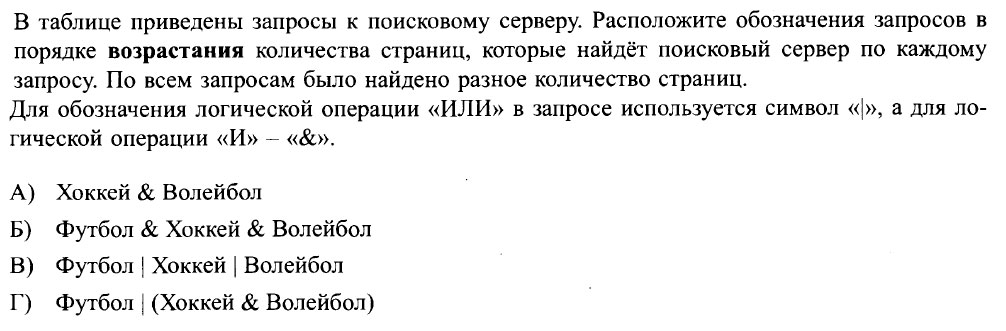 В таблице приведены запросы к поисковому серверу. Расположите обозначения запросов в
порядке возрастания количества страниц, которые найдёт поисковый сервер по каждому
запросу. По всем запросам было найдено разное количество страниц.
Для обозначения логической операции «ИЛИ» в запросе используется символ «|», а для ло-
гической операции «И» – «&».
А) Хоккей & Волейбол
Б) Футбол & Хоккей & Волейбол
В) Футбол | Хоккей | Волейбол
Г) Футбол | (Хоккей & Волейбол)